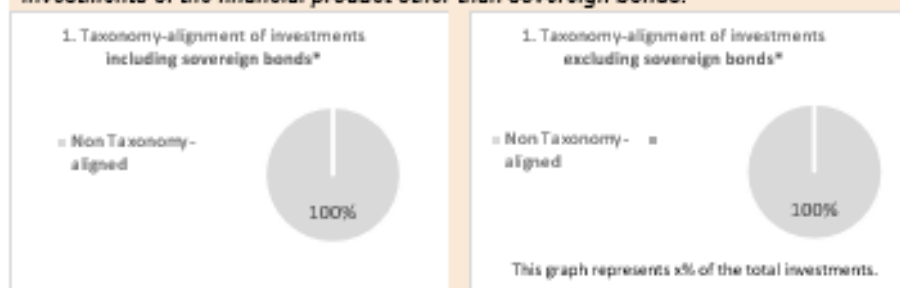 investments of the financial product other than sovereign bonds.
1. Taxonomy-alignment of investments
including sovereign bonds*
Non Taxonomy-
aligned
100%
1. Taxonomy-alignment of investments
excluding sovereign bonds*
Non Taxonomy-
aligned
100%
This graph represents x% of the total investments.